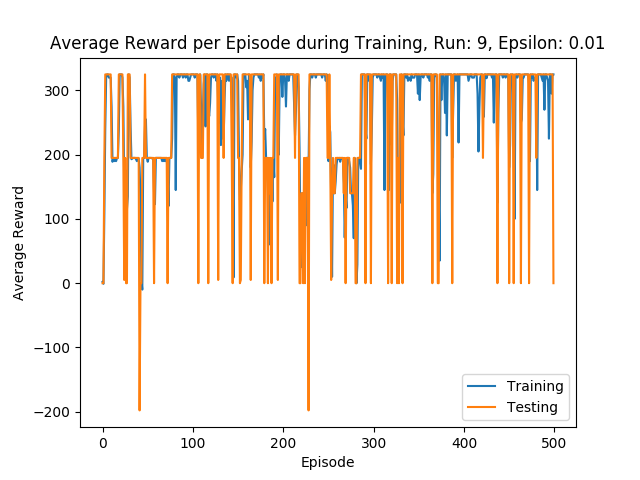 Average Reward per Episode during Training, Run: 9, Epsilon: 0.01
Average Reward
300
200
100
0
−100
−200
0 100 200 300 400 500
Episode
Training
Testing